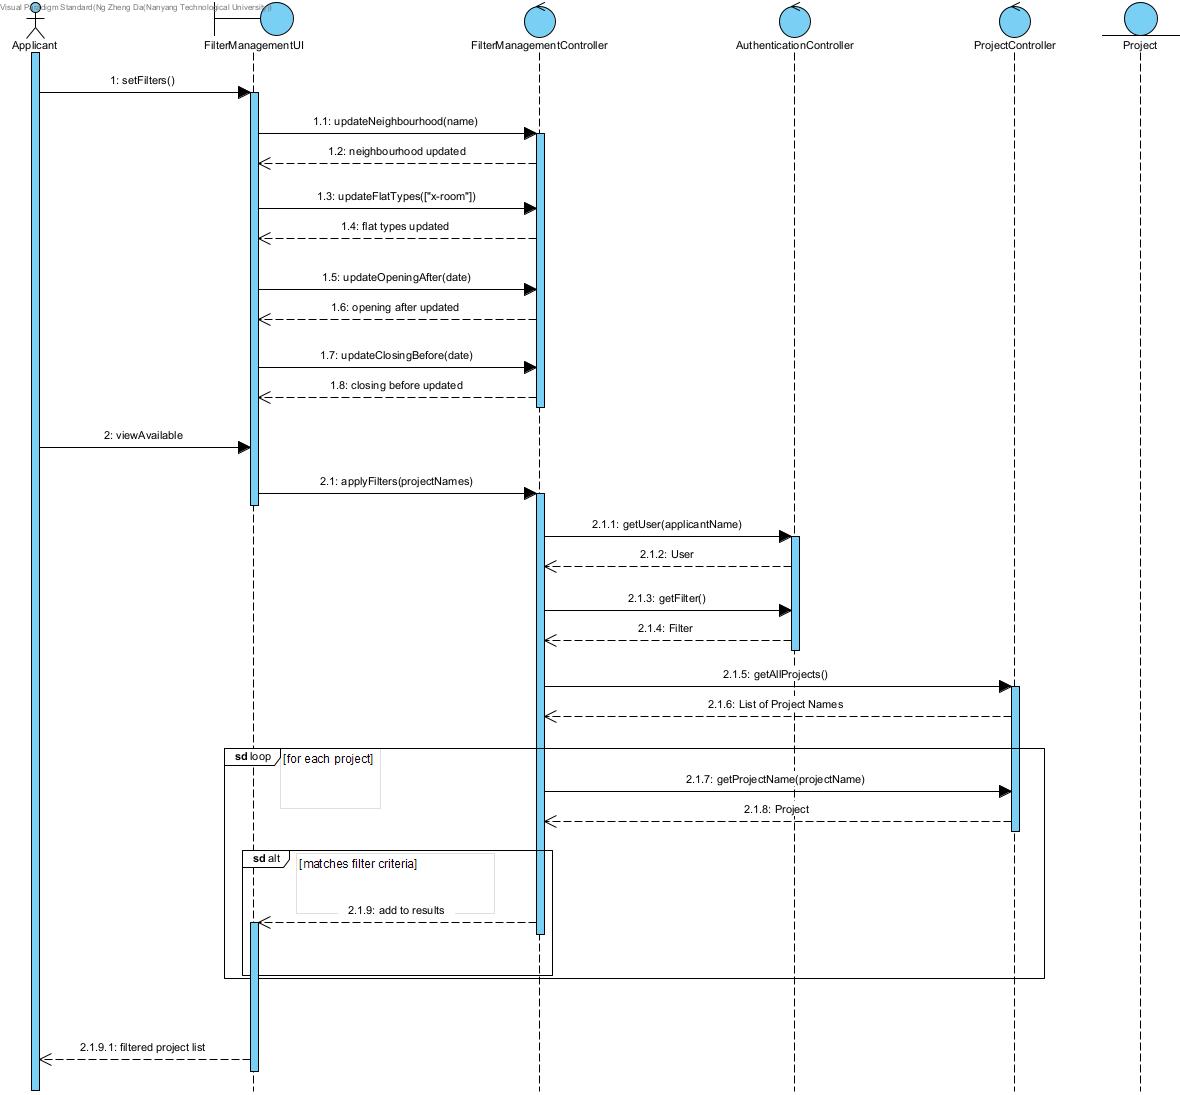 Visual Paradigm Standard(Ng Zheng Da(Nanyang Technological University))
Applicant
FilterManagementUI
FilterManagementController
AuthenticationController
ProjectController
Project
1: setFilters()
1.1: updateNeighbourhood(name)
1.2: neighbourhood updated
1.3: updateFlatTypes(["x-room"])
1.4: flat types updated
1.5: updateOpeningAfter(date)
1.6: opening after updated
1.7: updateClosingBefore(date)
1.8: closing before updated
2: viewAvailable
2.1: applyFilters(projectNames)
2.1.1: getUser(applicantName)
2.1.2: User
2.1.3: getFilter()
2.1.4: Filter
2.1.5: getAllProjects()
2.1.6: List of Project Names
sd loop
[for each project]
2.1.7: getProjectName(projectName)
2.1.8: Project
sd alt
[matches filter criteria]
2.1.9: add to results
2.1.9.1: filtered project list